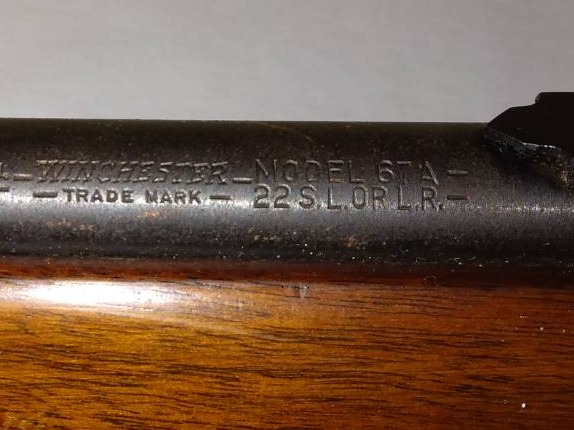 -WINCHESTER-MODEL 67A-
-TRADE MARK- 22 S.L OR L R.-